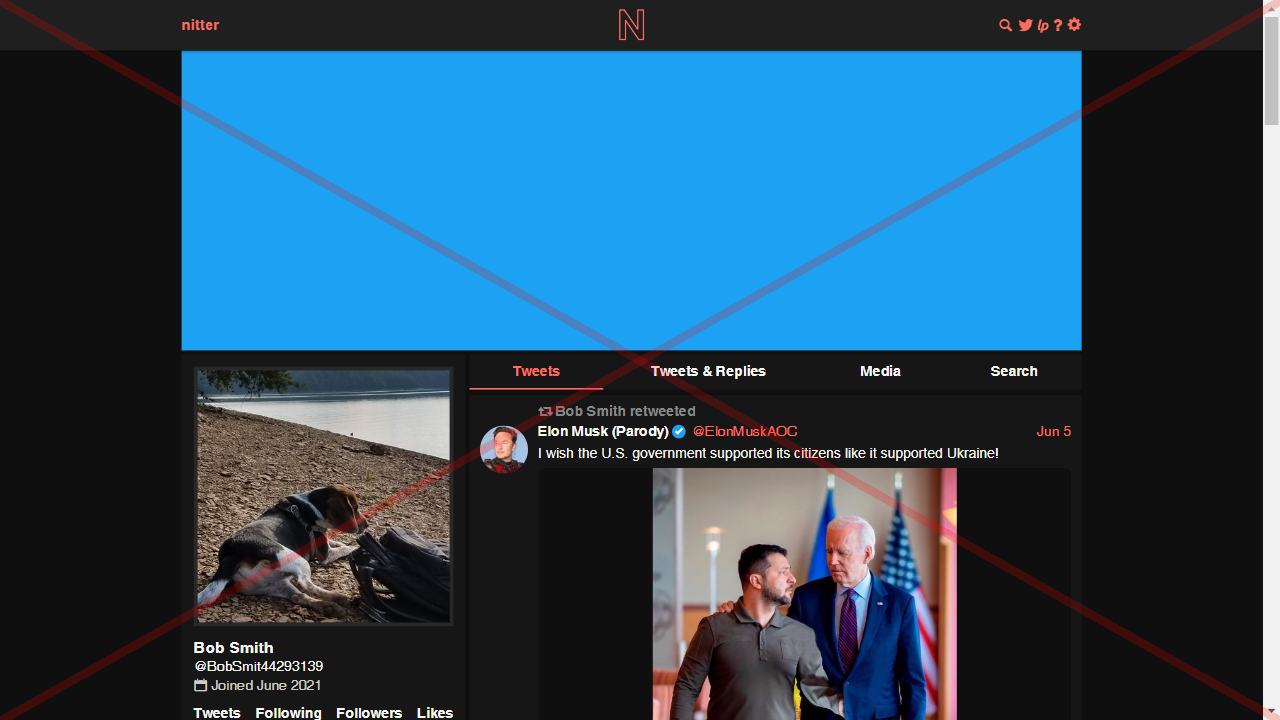 nitter
N
lp ?
Tweets
Tweets & Replies
Media
Search
Bob Smith retweeted
Elon Musk (Parody) @ElonMuskAOC Jun 5
I wish the U.S. government supported its citizens like it supported Ukraine!
Bob Smith
@BobSmit44293139
Joined June 2021
Tweets Following Followers Likes